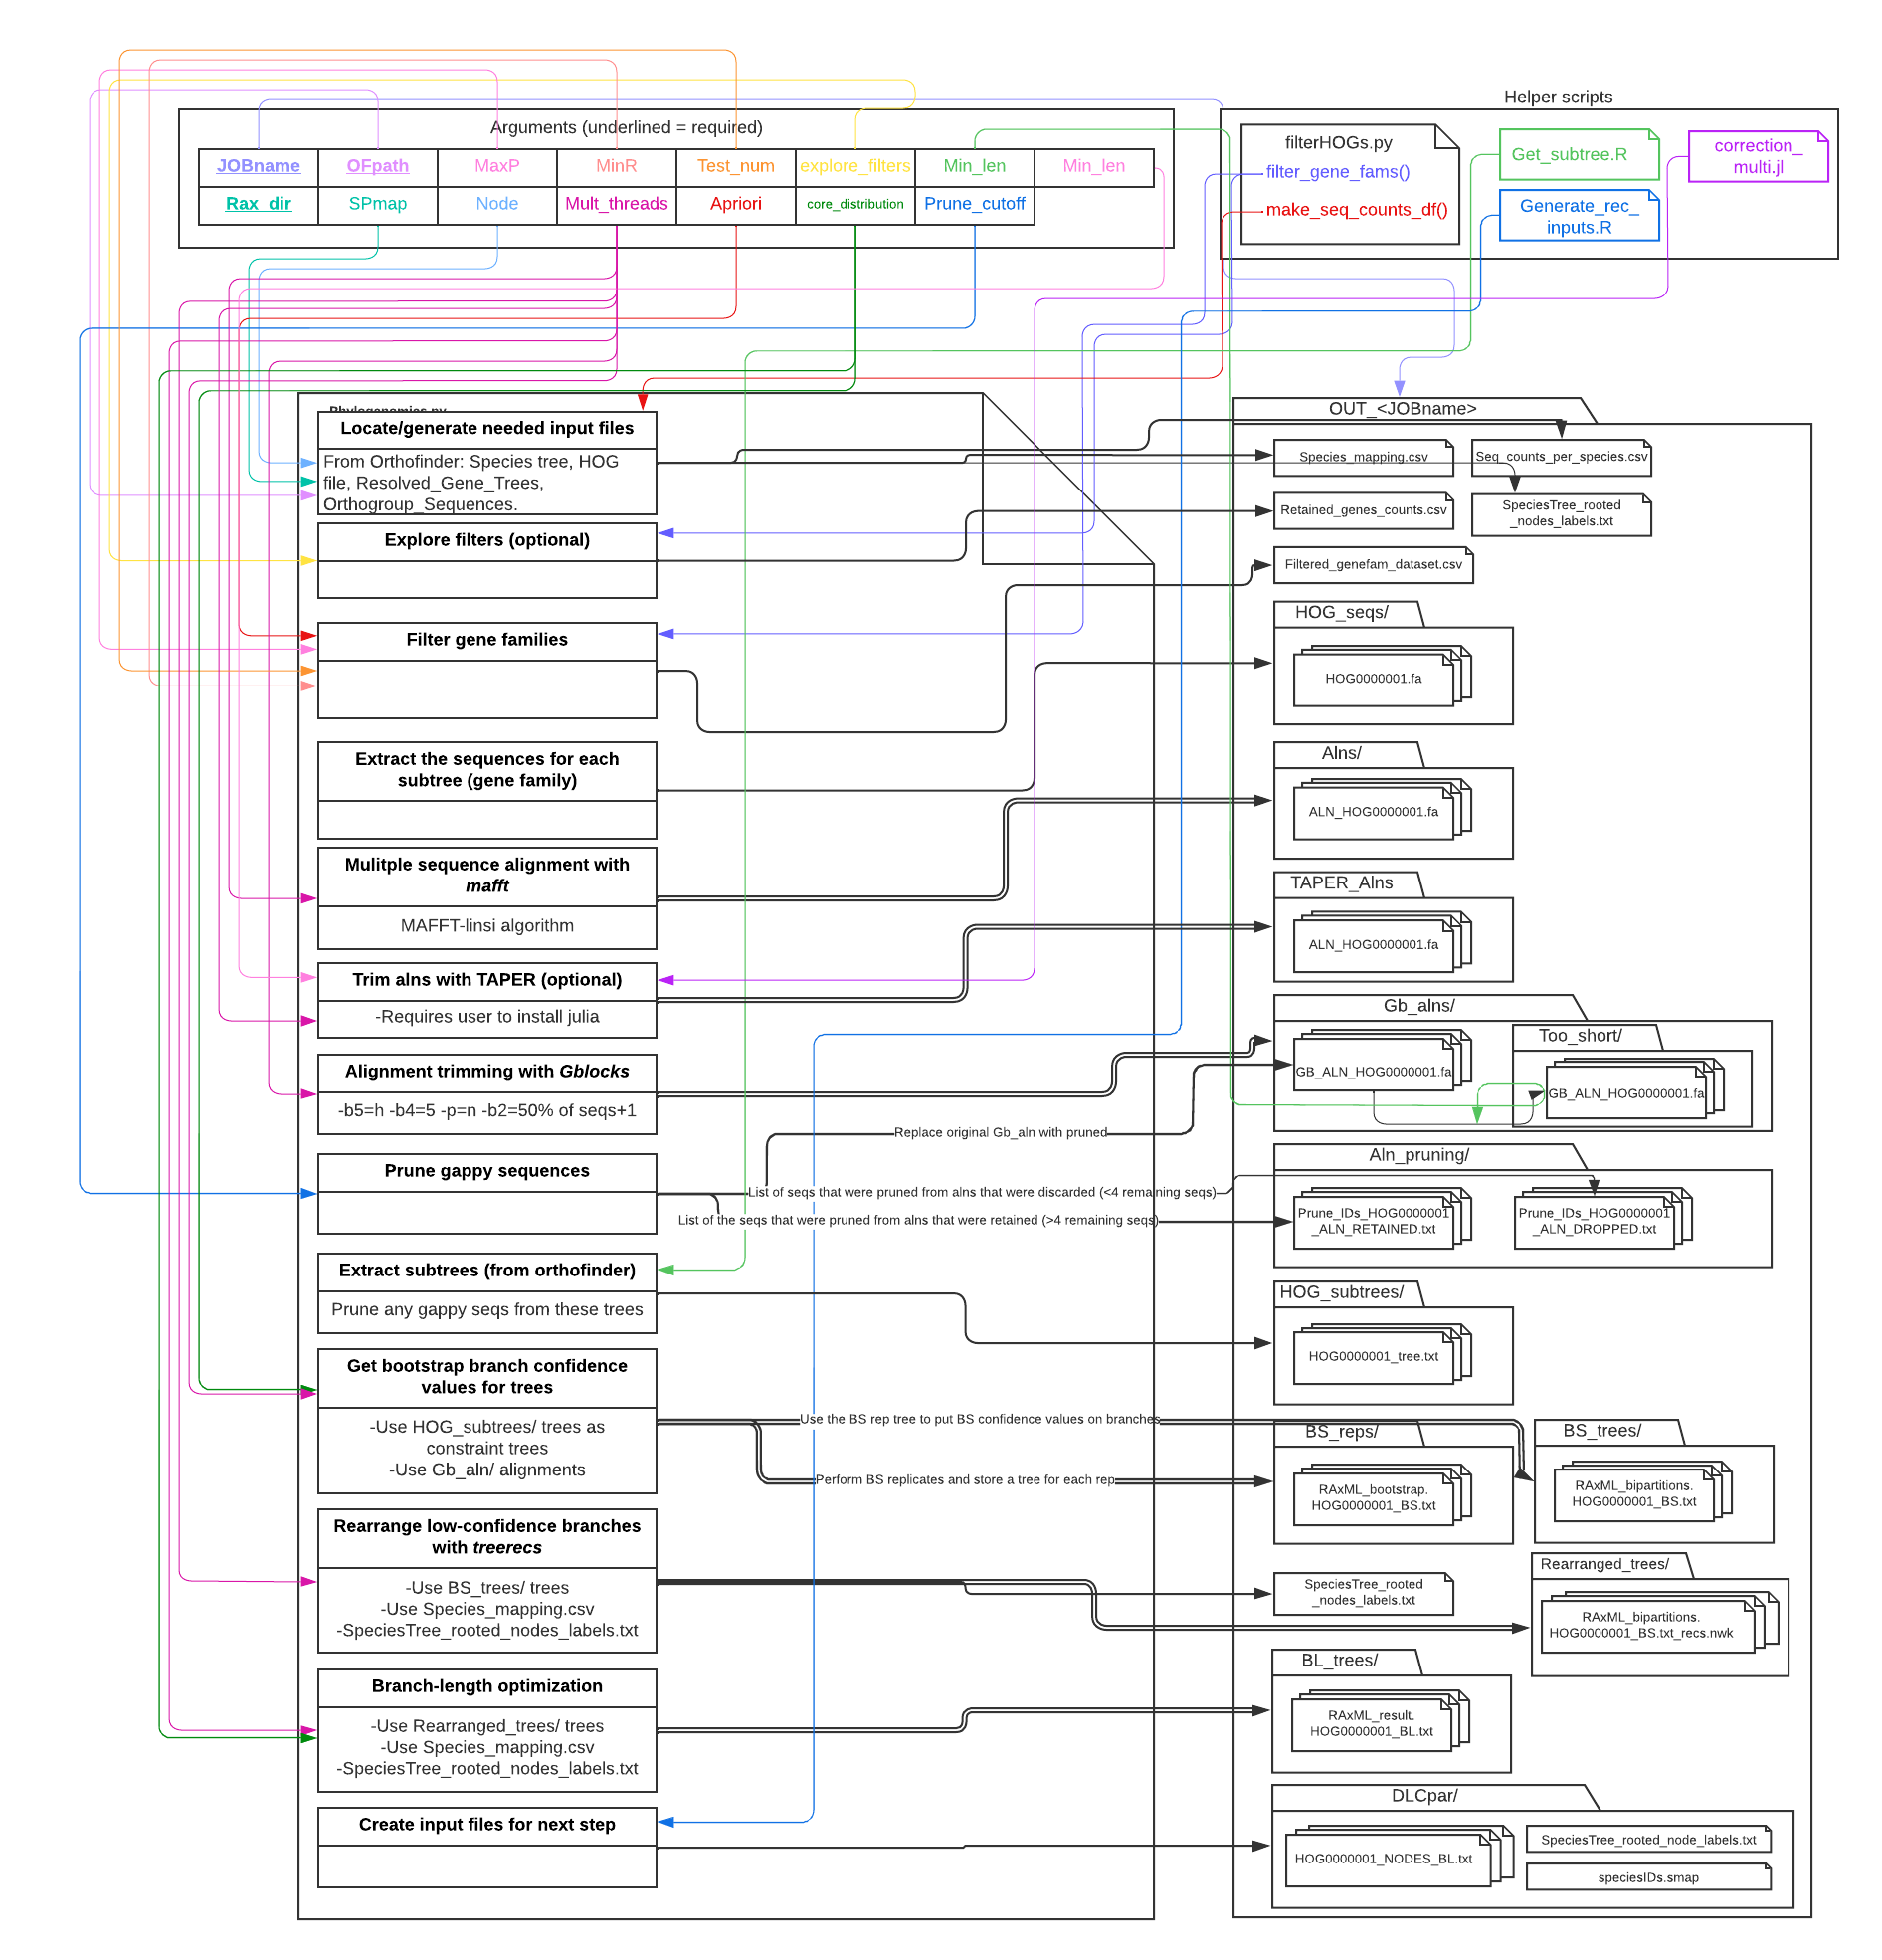 Helper scripts
Arguments (underlined = required)
JOBname
OFpath
MaxP
MinR
Test_num
explore_filters
Min_len
Min_len
Rax_dir
SPmap
Node
Mult_threads
Apriori
core_distribution
Prune_cutoff
filterHOGs.py
filter_gene_fams()
make_seq_counts_df()
Get_subtree.R
Generate_rec_
inputs.R
correction_
multi.jl
Phylogenomics.py
Locate/generate needed input files
From Orthofinder: Species tree, HOG
file, Resolved_Gene_Trees,
Orthogroup_Sequences.
Explore filters (optional)
Filter gene families
Extract the sequences for each
subtree (gene family)
Mulitple sequence alignment with
mafft
MAFFT-linsi algorithm
Trim alns with TAPER (optional)
-Requires user to install julia
Alignment trimming with Gblocks
-b5=h -b4=5 -p=n -b2=50% of seqs+1
Prune gappy sequences
Replace original Gb_aln with pruned
List of seqs that were pruned from alns that were discarded (<4 remaining seqs)
List of the seqs that were pruned from alns that were retained (>4 remaining seqs)
Extract subtrees (from orthofinder)
Prune any gappy seqs from these trees
Get bootstrap branch confidence
values for trees
-Use HOG_subtrees/ trees as
constraint trees
-Use Gb_aln/ alignments
Use the BS rep tree to put BS confidence values on branches
Perform BS replicates and store a tree for each rep
Rearrange low-confidence branches
with treerecs
-Use BS_trees/ trees
-Use Species_mapping.csv
-SpeciesTree_rooted_nodes_labels.txt
Branch-length optimization
-Use Rearranged_trees/ trees
-Use Species_mapping.csv
-SpeciesTree_rooted_nodes_labels.txt
Create input files for next step
OUT_<JOBname>
Species_mapping.csv
Seq_counts_per_species.csv
Retained_genes_counts.csv
SpeciesTree_rooted
_nodes_labels.txt
Filtered_genefam_dataset.csv
HOG_seqs/
HOG0000001.fa
Alns/
ALN_HOG0000001.fa
TAPER_Alns
ALN_HOG0000001.fa
Gb_alns/
GB_ALN_HOG0000001.fa
Too_short/
GB_ALN_HOG0000001.fa
Aln_pruning/
Prune_IDs_HOG0000001
_ALN_RETAINED.txt
Prune_IDs_HOG0000001
_ALN_DROPPED.txt
HOG_subtrees/
HOG0000001_tree.txt
BS_reps/
RAxML_bootstrap.
HOG0000001_BS.txt
BS_trees/
RAxML_bipartitions.
HOG0000001_BS.txt
SpeciesTree_rooted
_nodes_labels.txt
Rearranged_trees/
RAxML_bipartitions.
HOG0000001_BS.txt_recs.nwk
BL_trees/
RAxML_result.
HOG0000001_BL.txt
DLCpar/
HOG0000001_NODES_BL.txt
SpeciesTree_rooted_node_labels.txt
speciesIDs.smap